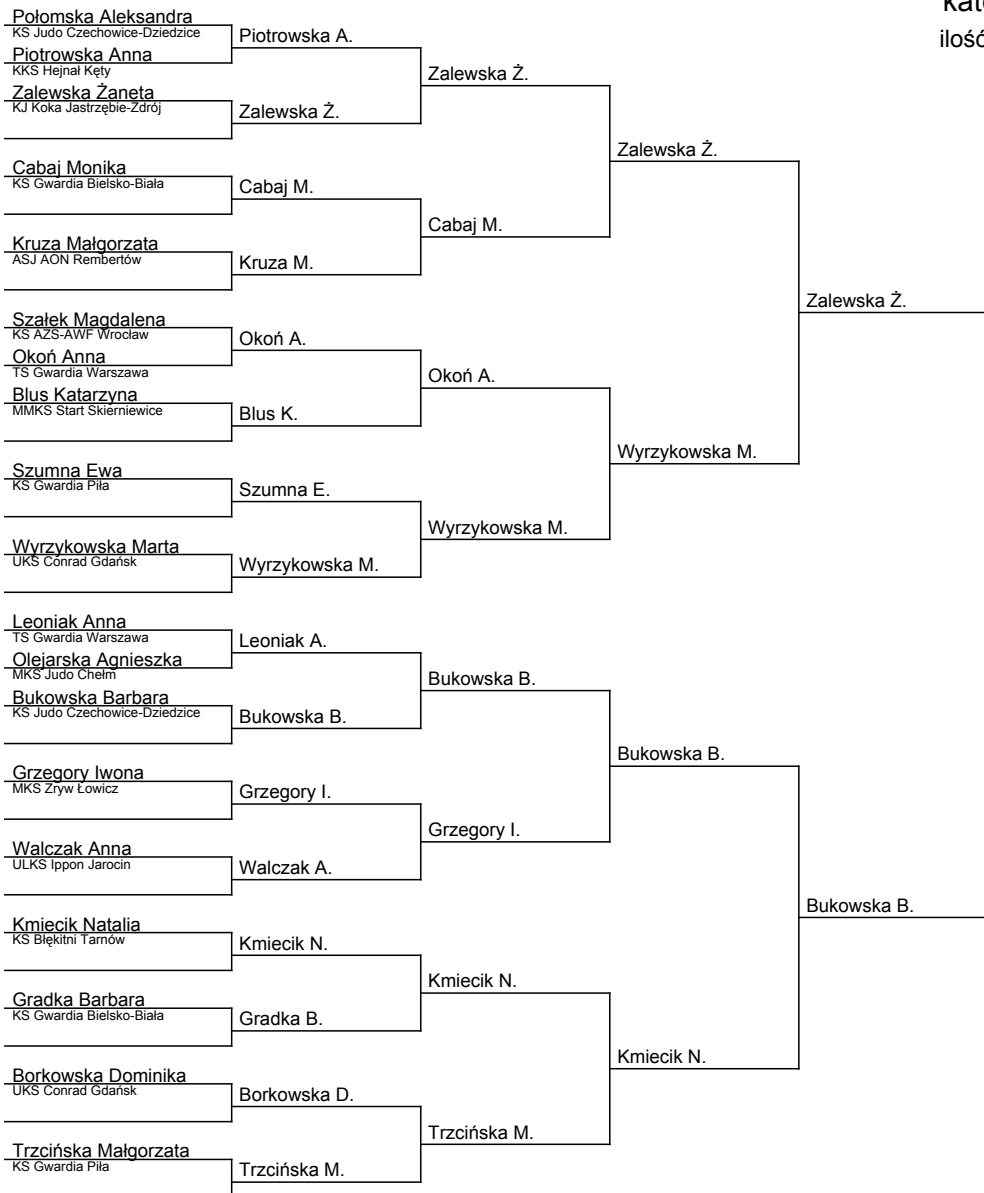 Połomska Aleksandra
KS Judo Czechowice-Dziedzice
Piotrowska Anna
KKS Hejnał Kęty
Zalewska Żaneta
KJ Koka Jastrzębie-Zdrój
Cabaj Monika
KS Gwardia Bielsko-Biała
Kruza Małgorzata
ASJ AON Rembertów
Szałek Magdalena
KS AZS-AWF Wrocław
Okoń Anna
TS Gwardia Warszawa
Blus Katarzyna
MMKS Start Skierniewice
Szumna Ewa
KS Gwardia Piła
Wyrzykowska Marta
UKS Conrad Gdańsk
Leoniak Anna
TS Gwardia Warszawa
Olejarska Agnieszka
MKS Judo Chełm
Bukowska Barbara
KS Judo Czechowice-Dziedzice
Grzegory Iwona
MKS Zryw Łowicz
Walczak Anna
ULKS Ippon Jarocin
Kmiecik Natalia
KS Błękitni Tarnów
Gradka Barbara
KS Gwardia Bielsko-Biała
Borkowska Dominika
UKS Conrad Gdańsk
Trzcińska Małgorzata
KS Gwardia Piła
Piotrowska A.
Zalewska Ż.
Cabaj M.
Kruza M.
Okoń A.
Blus K.
Szumna E.
Wyrzykowska M.
Leoniak A.
Bukowska B.
Grzegory I.
Walczak A.
Kmiecik N.
Gradka B.
Borkowska D.
Trzcińska M.
Zalewska Ż.
Cabaj M.
Okoń A.
Wyrzykowska M.
Bukowska B.
Grzegory I.
Kmiecik N.
Trzcińska M.
Zalewska Ż.
Wyrzykowska M.
Bukowska B.
Kmiecik N.
Zalewska Ż.
Bukowska B.
ilość